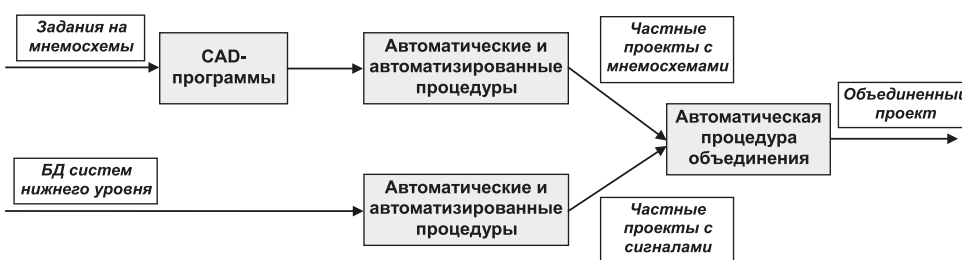 Задания на
мнемосхемы
CAD-
программы
Автоматические и
автоматизированные
процедуры
Частные
проекты с
мнемосхемами
Автоматическая
процедура
объединения
Объединенный
проект
БД систем
нижнего уровня
Автоматические и
автоматизированные
процедуры
Частные
проекты с
сигналами